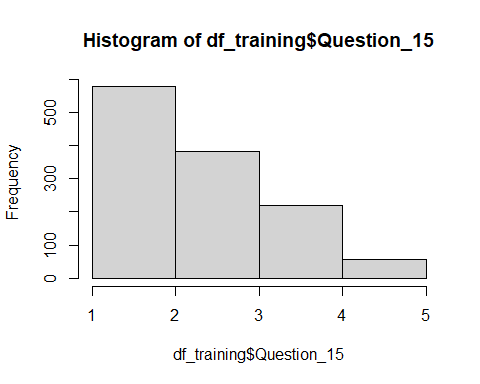 Histogram of df_training$Question_15
Frequency
500
300
100
0
1 2 3 4 5
df_training$Question_15